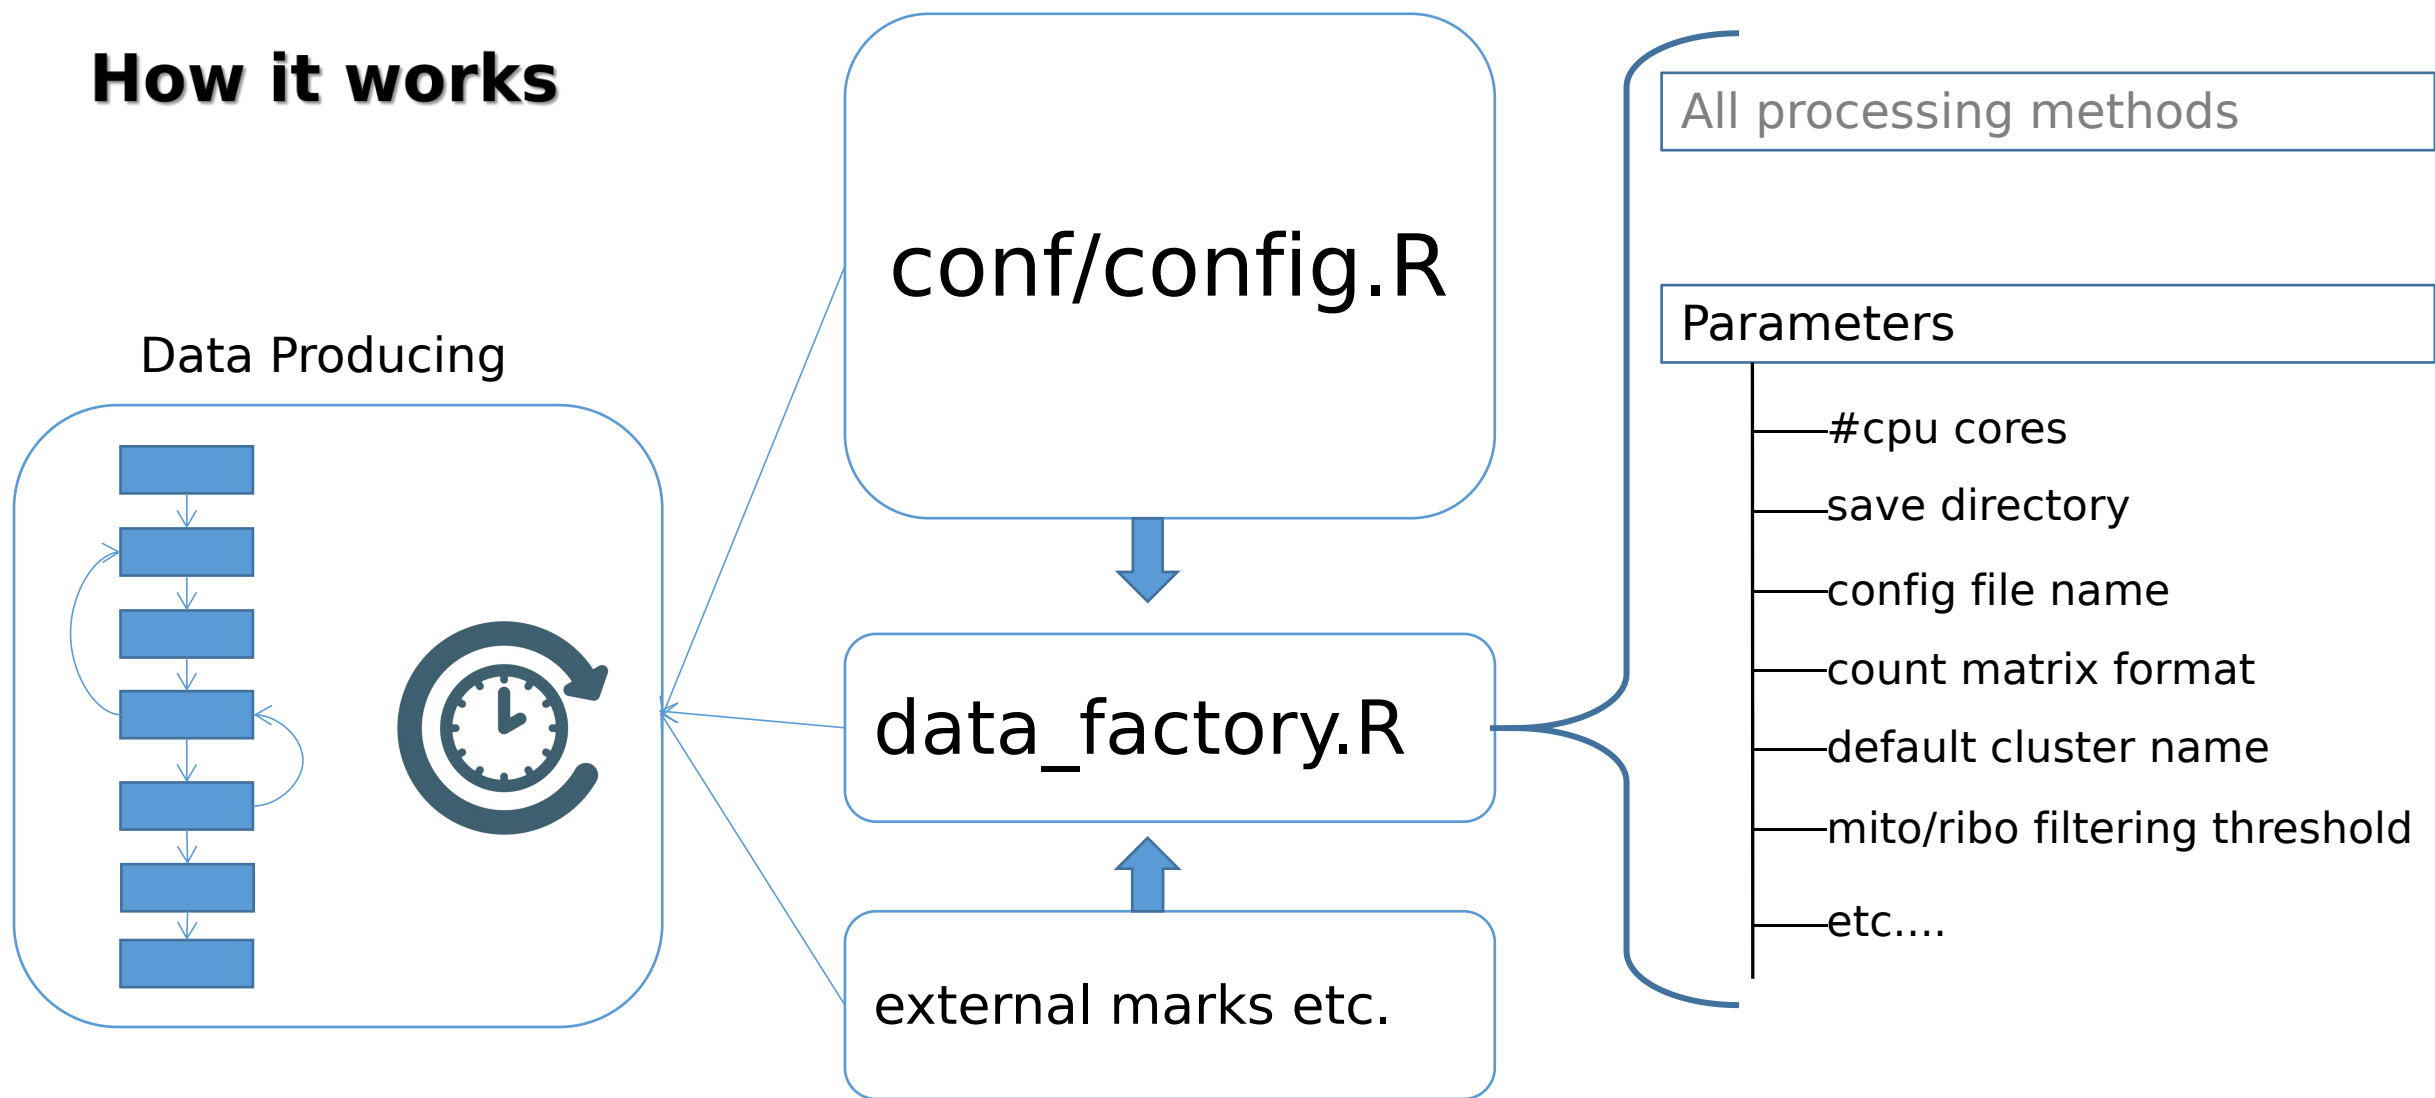 How it works
Data Producing
conf/config.R
data_factory.R
external marks etc.
All processing methods
Parameters
#cpu cores
save directory
config file name
count matrix format
default cluster name
mito/ribo filtering threshold
etc....